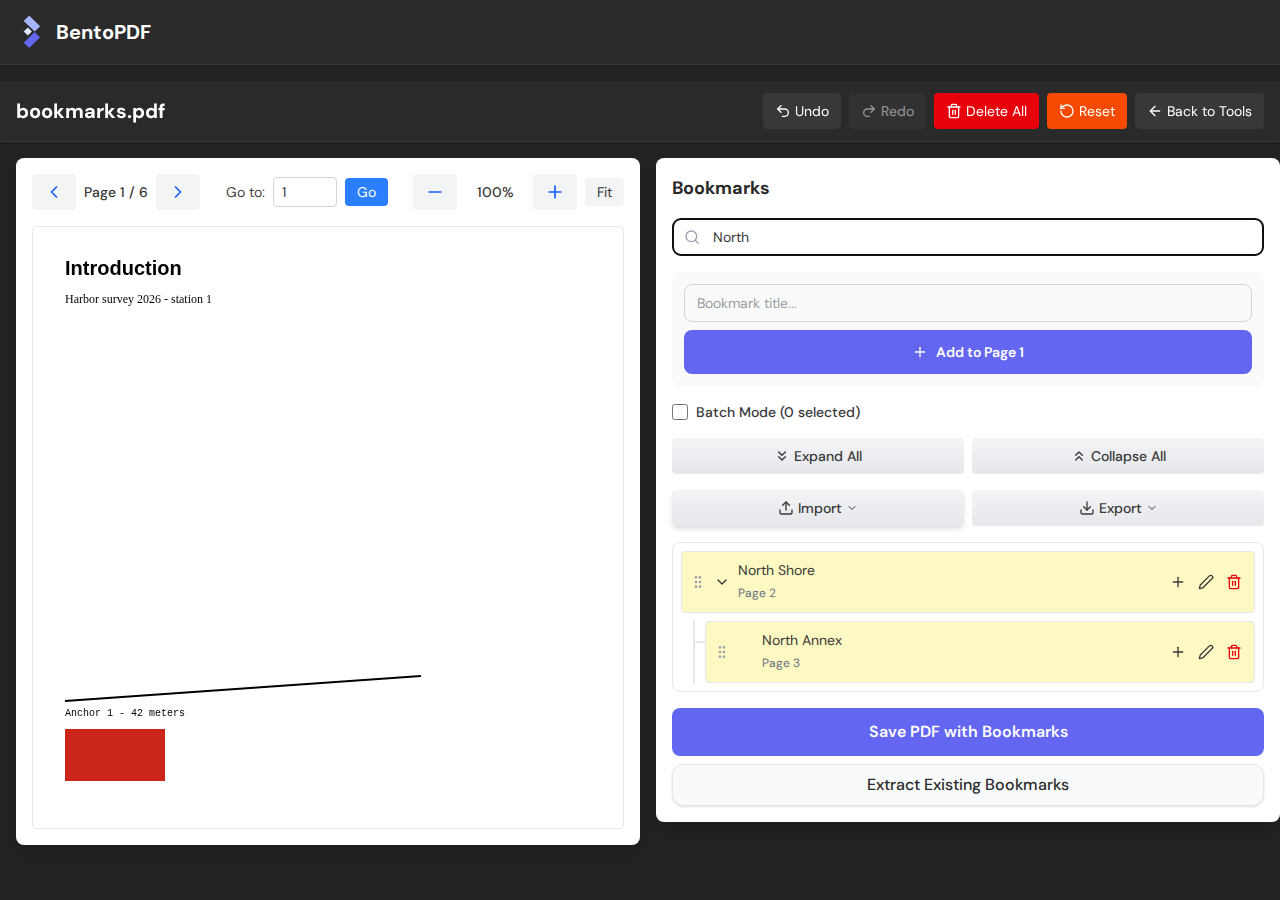 BentoPDF
bookmarks.pdf
Undo
Redo
Delete All
Reset
Back to Tools
Page 1 / 6
Go to:
1
Go
100%
Fit
Introduction
Harbor survey 2026 - station 1
Anchor 1 - 42 meters
Bookmarks
North
Bookmark title...
Add to Page 1
Batch Mode (0 selected)
Expand All
Collapse All
Import
Export
North Shore
Page 2
North Annex
Page 3
Save PDF with Bookmarks
Extract Existing Bookmarks